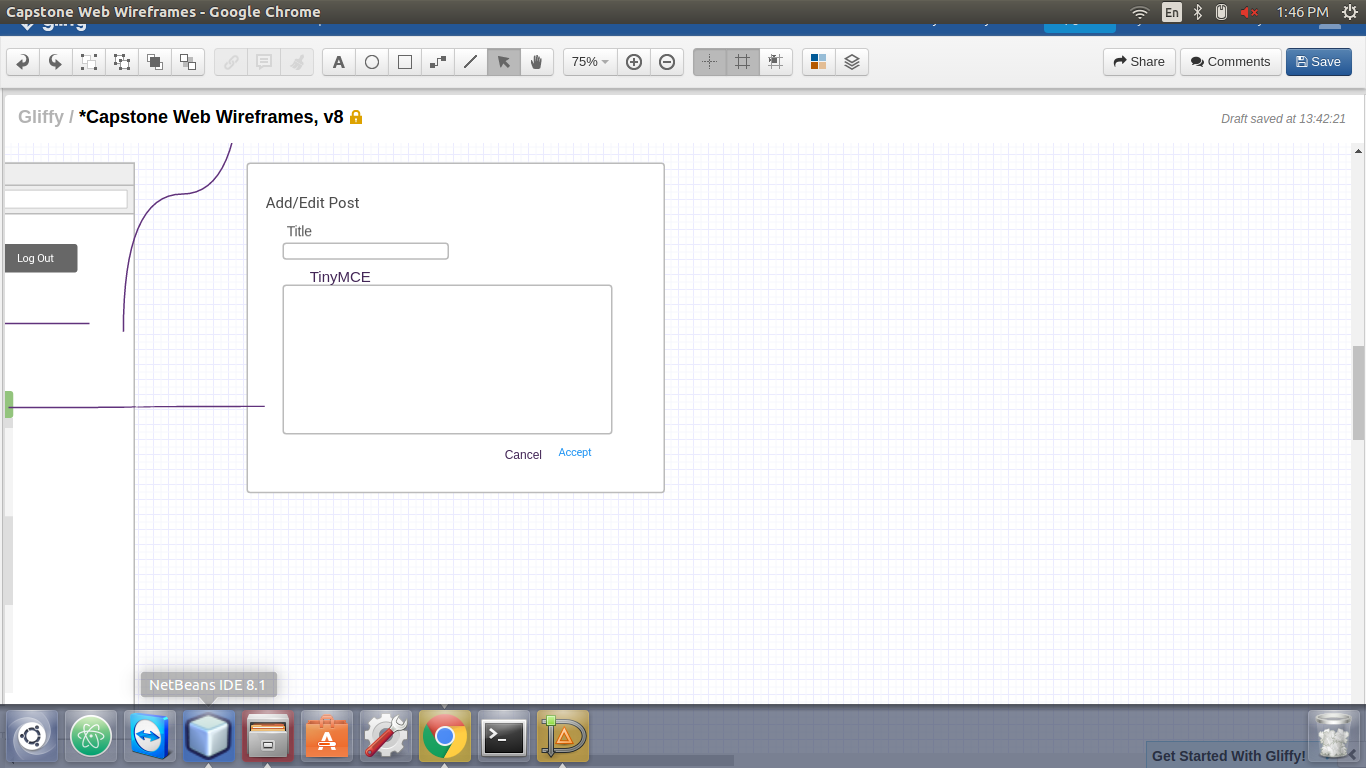 Capstone Web Wireframes - Google Chrome
En
1:46 PM
A
75%
Share
Comments
Save
Gliffy / *Capstone Web Wireframes, v8
Draft saved at 13:42:21
Add/Edit Post
Title
Log Out
TinyMCE
Cancel
Accept
NetBeans IDE 8.1
Get Started With Gliffy!